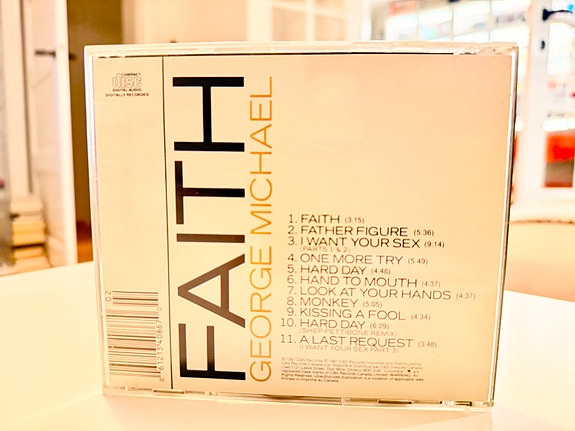 COMPACT
disc
DIGITAL AUDIO
DIGITALLY RECORDED
FAITH
GEORGE MICHAEL
1. FAITH (3:15)
2. FATHER FIGURE (5:36)
3. I WANT YOUR SEX (9:14)
(PARTS 1 & 2)
4. ONE MORE TRY (5:49)
5. HARD DAY (4:48)
6. HAND TO MOUTH (4:37)
7. LOOK AT YOUR HANDS (4:37)
8. MONKEY (5:05)
9. KISSING A FOOL (4:34)
10. HARD DAY (6:29)
(SHEP PETTIBONE REMIX)
11. A LAST REQUEST (3:48)
(I WANT YOUR SEX PART 3)
02